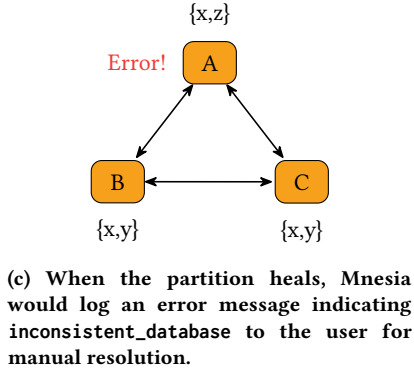 {x,z}
Error!
A
B
C
{x,y}
{x,y}
(c) When the partition heals, Mnesia
would log an error message indicating
inconsistent_database to the user for
manual resolution.